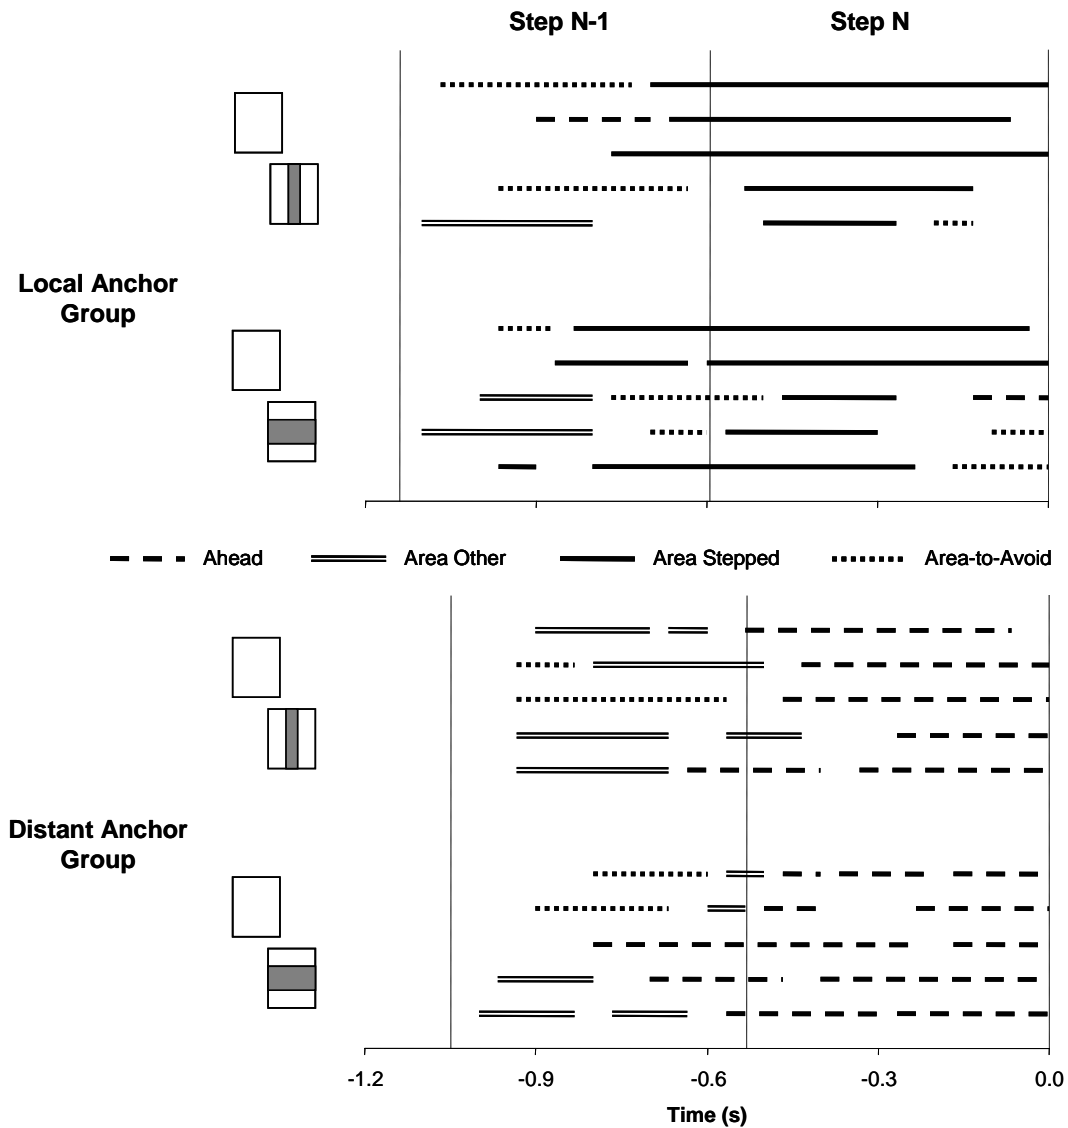 Step N-1 Step N
Local Anchor
Group
Ahead Area Other Area Stepped Area-to-Avoid
Distant Anchor
Group
-1.2 -0.9 -0.6 -0.3 0.0
Time (s)